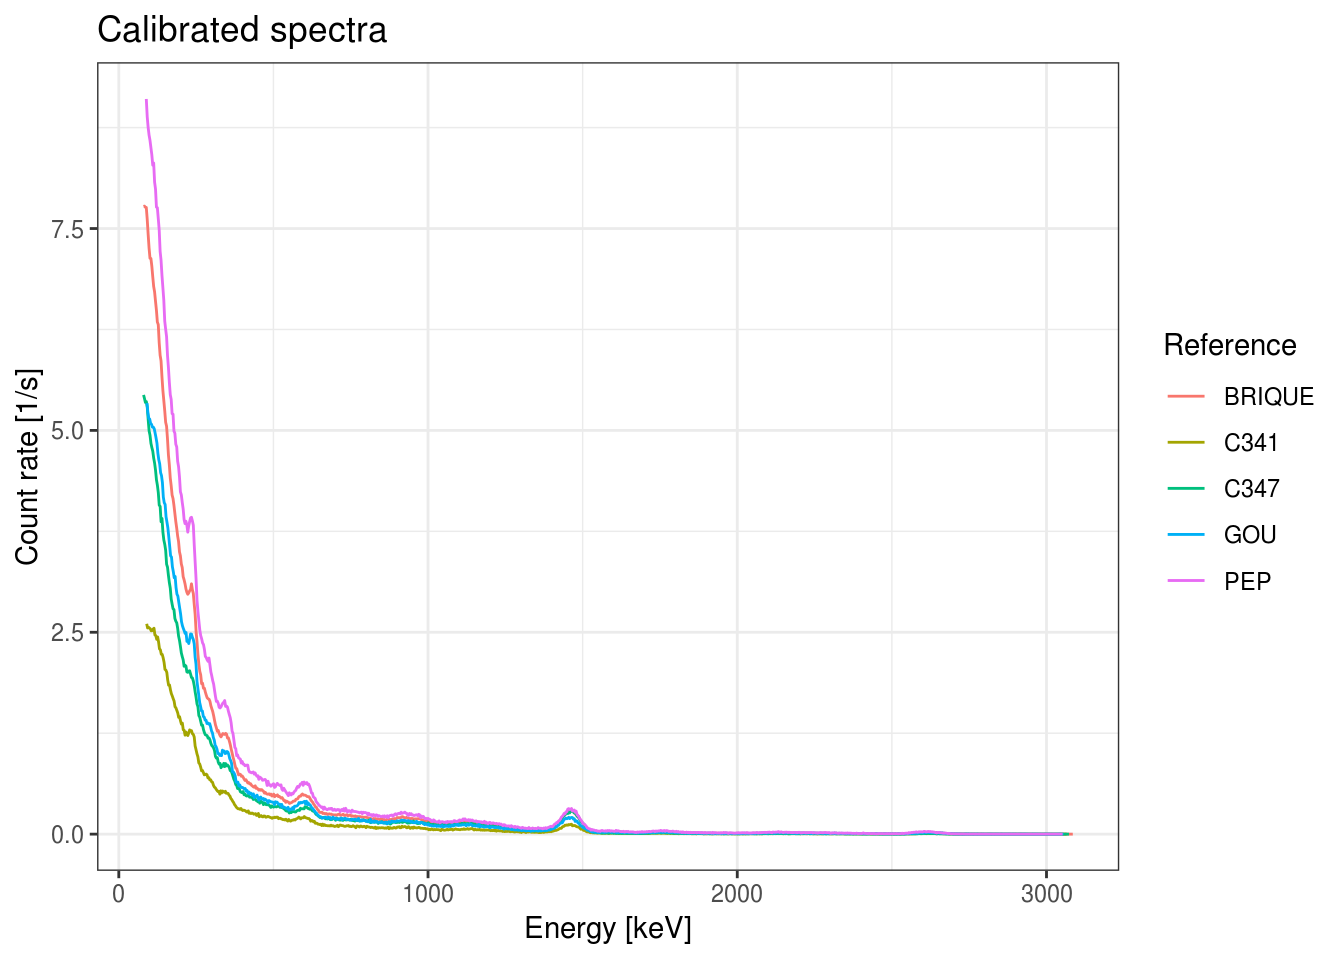 Calibrated spectra
7.5
5.0
2.5
0.0
Count rate [1/s]
0
1000
2000
3000
Energy [keV]
Reference
BRIQUE
C341
C347
GOU
PEP